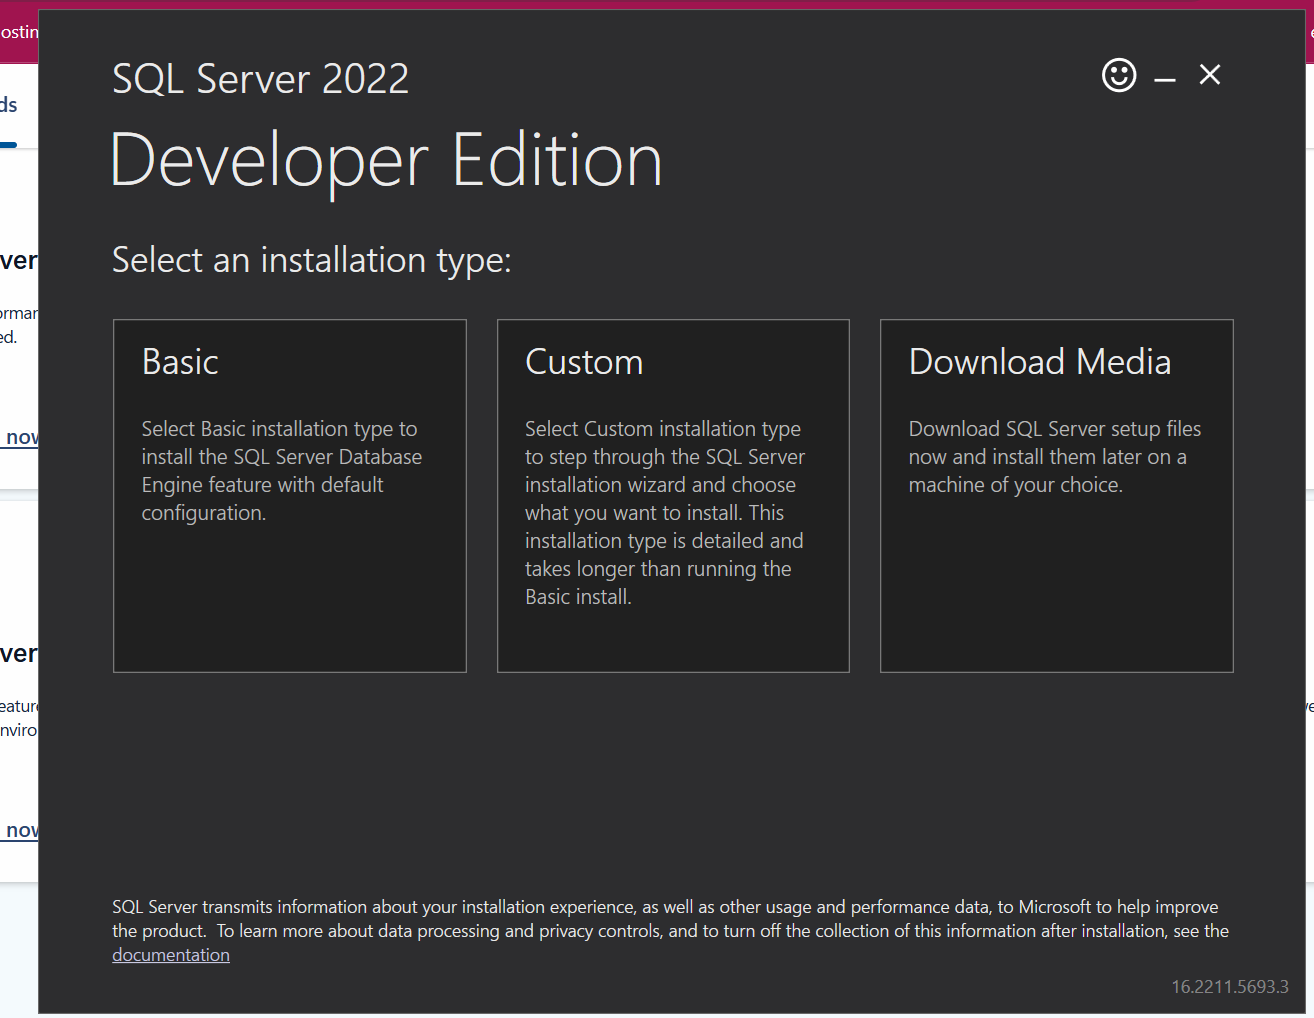 SQL Server 2022
Developer Edition
Select an installation type:
Basic
Select Basic installation type to
install the SQL Server Database
Engine feature with default
configuration.
Custom
Select Custom installation type
to step through the SQL Server
installation wizard and choose
what you want to install. This
installation type is detailed and
takes longer than running the
Basic install.
Download Media
Download SQL Server setup files
now and install them later on a
machine of your choice.
SQL Server transmits information about your installation experience, as well as other usage and performance data, to Microsoft to help improve
the product.  To learn more about data processing and privacy controls, and to turn off the collection of this information after installation, see the
documentation
16.2211.5693.3